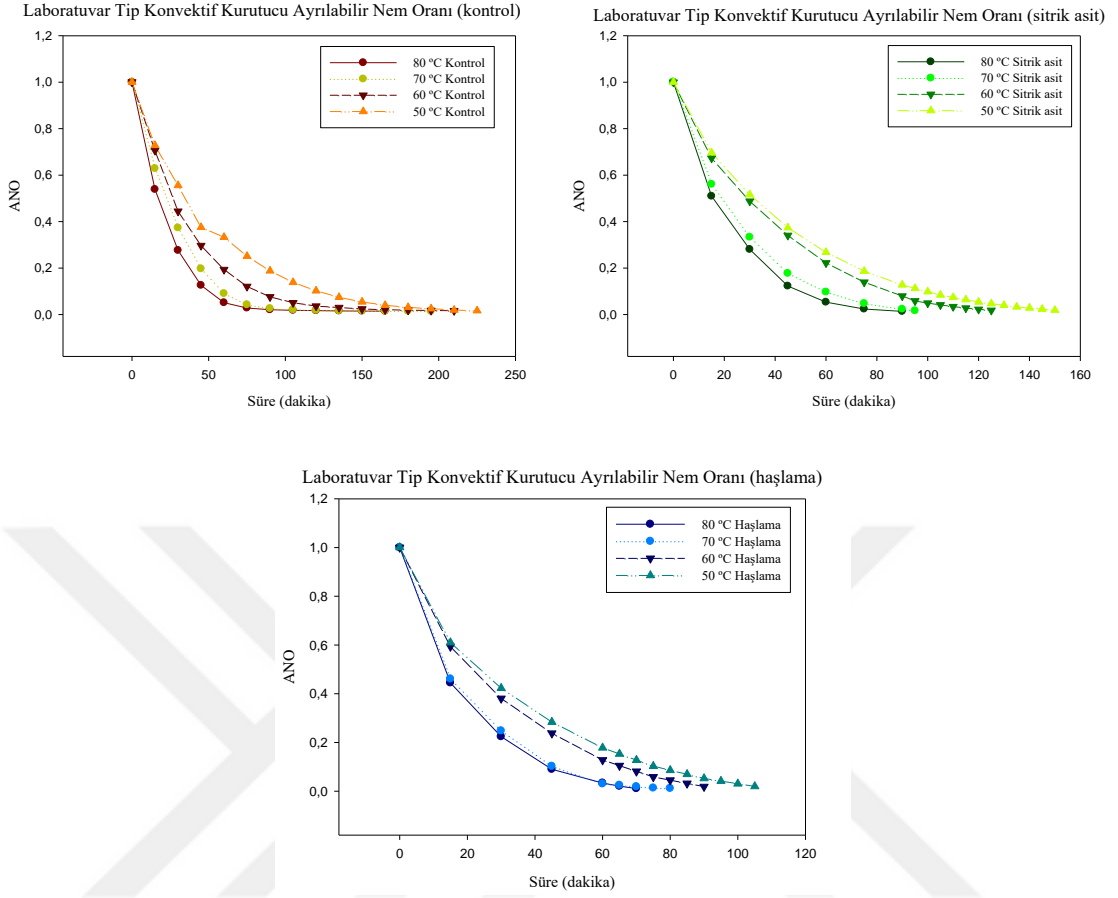 Laboratuvar Tip Konvektif Kurutucu Ayrılabilir Nem Oranı (kontrol)
1,2
1,0
0,8
0,6
0,4
0,2
0,0
ANO
80 ºC Kontrol
70 ºC Kontrol
60 ºC Kontrol
50 ºC Kontrol
0 50 100 150 200 250
Süre (dakika)
Laboratuvar Tip Konvektif Kurutucu Ayrılabilir Nem Oranı (sitrik asit)
1,2
1,0
0,8
0,6
0,4
0,2
0,0
ANO
80 ºC Sitrik asit
70 ºC Sitrik asit
60 ºC Sitrik asit
50 ºC Sitrik asit
0 20 40 60 80 100 120 140 160
Süre (dakika)
Laboratuvar Tip Konvektif Kurutucu Ayrılabilir Nem Oranı (haşlama)
1,2
1,0
0,8
0,6
0,4
0,2
0,0
ANO
80 ºC Haşlama
70 ºC Haşlama
60 ºC Haşlama
50 ºC Haşlama
0 20 40 60 80 100 120
Süre (dakika)